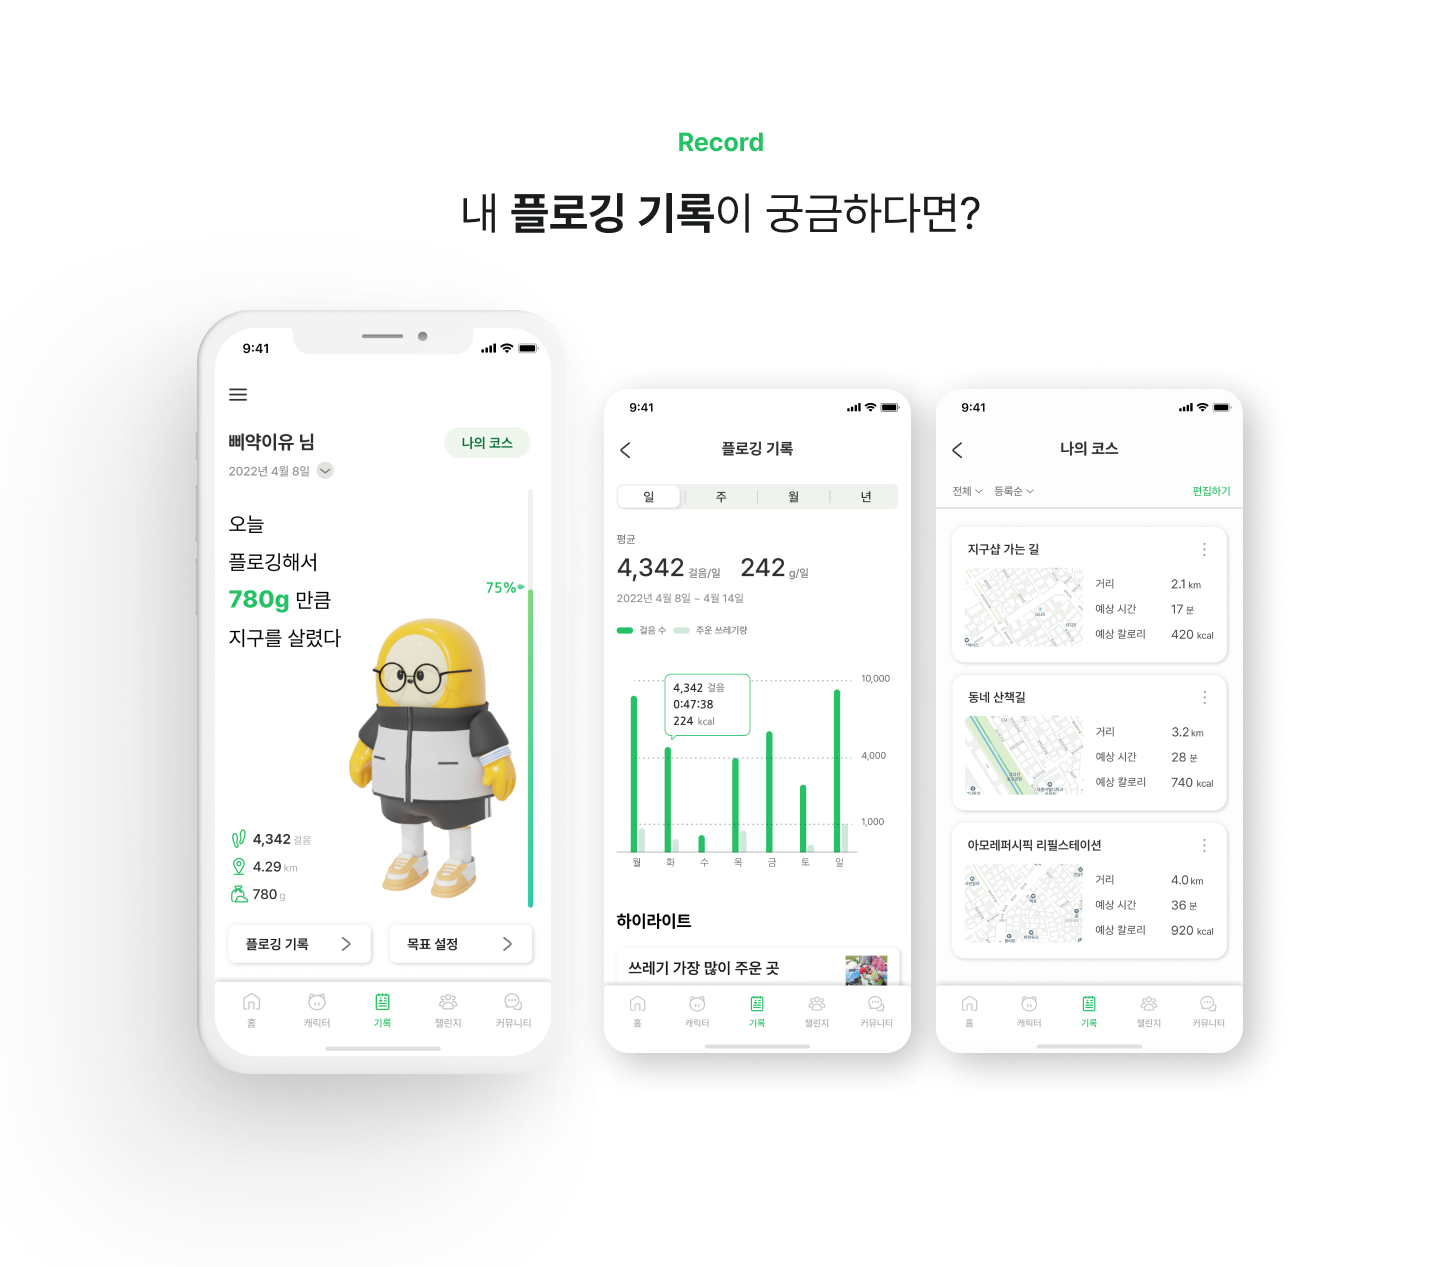 Record
내 플로깅 기록이 궁금하다면?
9:41
삐약이유 님
나의 코스
2022년 4월 8일
오늘
플로깅해서
780g 만큼
지구를 살렸다
75%
4,342 걸음
4.29 km
780 g
플로깅 기록
목표 설정
홈
캐릭터
기록
챌린지
커뮤니티
9:41
플로깅 기록
일
주
월
년
평균
4,342 걸음/일
242 g/일
2022년 4월 8일 ~ 4월 14일
걸음 수
주운 쓰레기량
4,342 걸음
0:47:38
224 kcal
10,000
4,000
1,000
월
화
수
목
금
토
일
하이라이트
쓰레기 가장 많이 주운 곳
홈
캐릭터
기록
챌린지
커뮤니티
9:41
나의 코스
전체
등록순
편집하기
지구샵 가는 길
거리 2.1 km
예상 시간 17 분
예상 칼로리 420 kcal
동네 산책길
거리 3.2 km
예상 시간 28 분
예상 칼로리 740 kcal
아모레퍼시픽 리필스테이션
거리 4.0 km
예상 시간 36 분
예상 칼로리 920 kcal
홈
캐릭터
기록
챌린지
커뮤니티